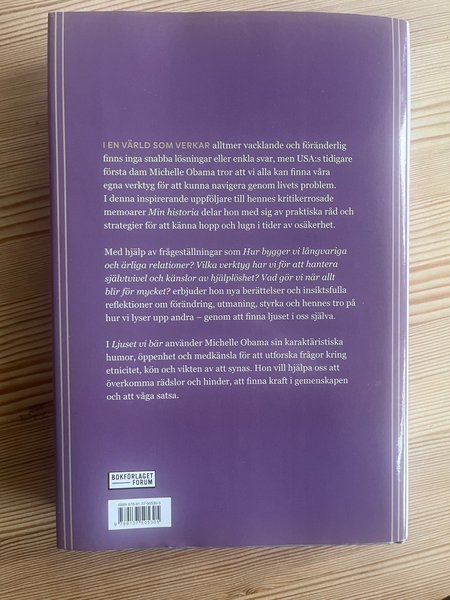 I EN VÄRLD SOM VERKAR alltmer vacklande och föränderlig
finns inga snabba lösningar eller enkla svar, men USA:s tidigare
första dam Michelle Obama tror att vi alla kan finna våra
egna verktyg för att kunna navigera genom livets problem.
I denna inspirerande uppföljare till hennes kritikerrosade
memoarer Min historia delar hon med sig av praktiska råd och
strategier för att känna hopp och lugn i tider av osäkerhet.
Med hjälp av frågeställningar som Hur bygger vi långvariga
och ärliga relationer? Vilka verktyg har vi för att hantera
självtvivel och känslor av hjälplöshet? Vad gör vi när allt
blir för mycket? erbjuder hon nya berättelser och insiktsfulla
reflektioner om förändring, utmaning, styrka och hennes tro på
hur vi lyser upp andra – genom att finna ljuset i oss själva.
I Ljuset vi bär använder Michelle Obama sin karaktäristiska
humor, öppenhet och medkänsla för att utforska frågor kring
etnicitet, kön och vikten av att synas. Hon vill hjälpa oss att
överkomma rädslor och hinder, att finna kraft i gemenskapen
och att våga satsa.
BOKFÖRLAGET
FORUM